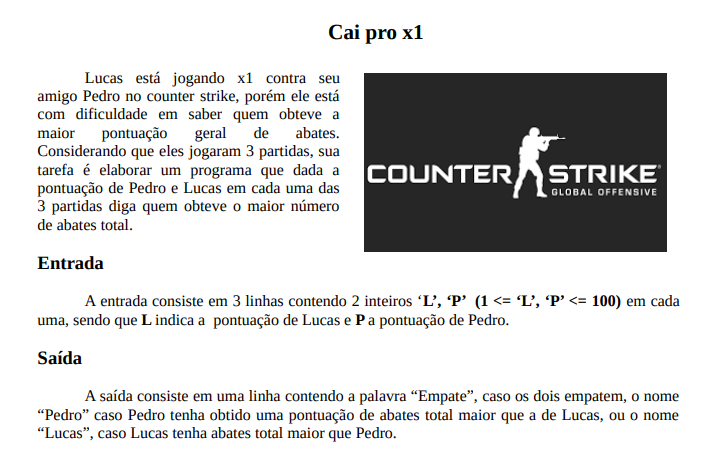 Cai pro x1
Lucas está jogando x1 contra seu
amigo Pedro no counter strike, porém ele está
com dificuldade em saber quem obteve a
maior pontuação geral de abates.
Considerando que eles jogaram 3 partidas, sua
tarefa é elaborar um programa que dada a
pontuação de Pedro e Lucas em cada uma das
3 partidas diga quem obteve o maior número
de abates total.
COUNTER STRIKE
GLOBAL OFFENSIVE
Entrada
A entrada consiste em 3 linhas contendo 2 inteiros ‘L’, ‘P’ (1 <= ‘L’, ‘P’ <= 100) em cada
uma, sendo que L indica a pontuação de Lucas e P a pontuação de Pedro.
Saída
A saída consiste em uma linha contendo a palavra “Empate”, caso os dois empatem, o nome
“Pedro” caso Pedro tenha obtido uma pontuação de abates total maior que a de Lucas, ou o nome
“Lucas”, caso Lucas tenha abates total maior que Pedro.